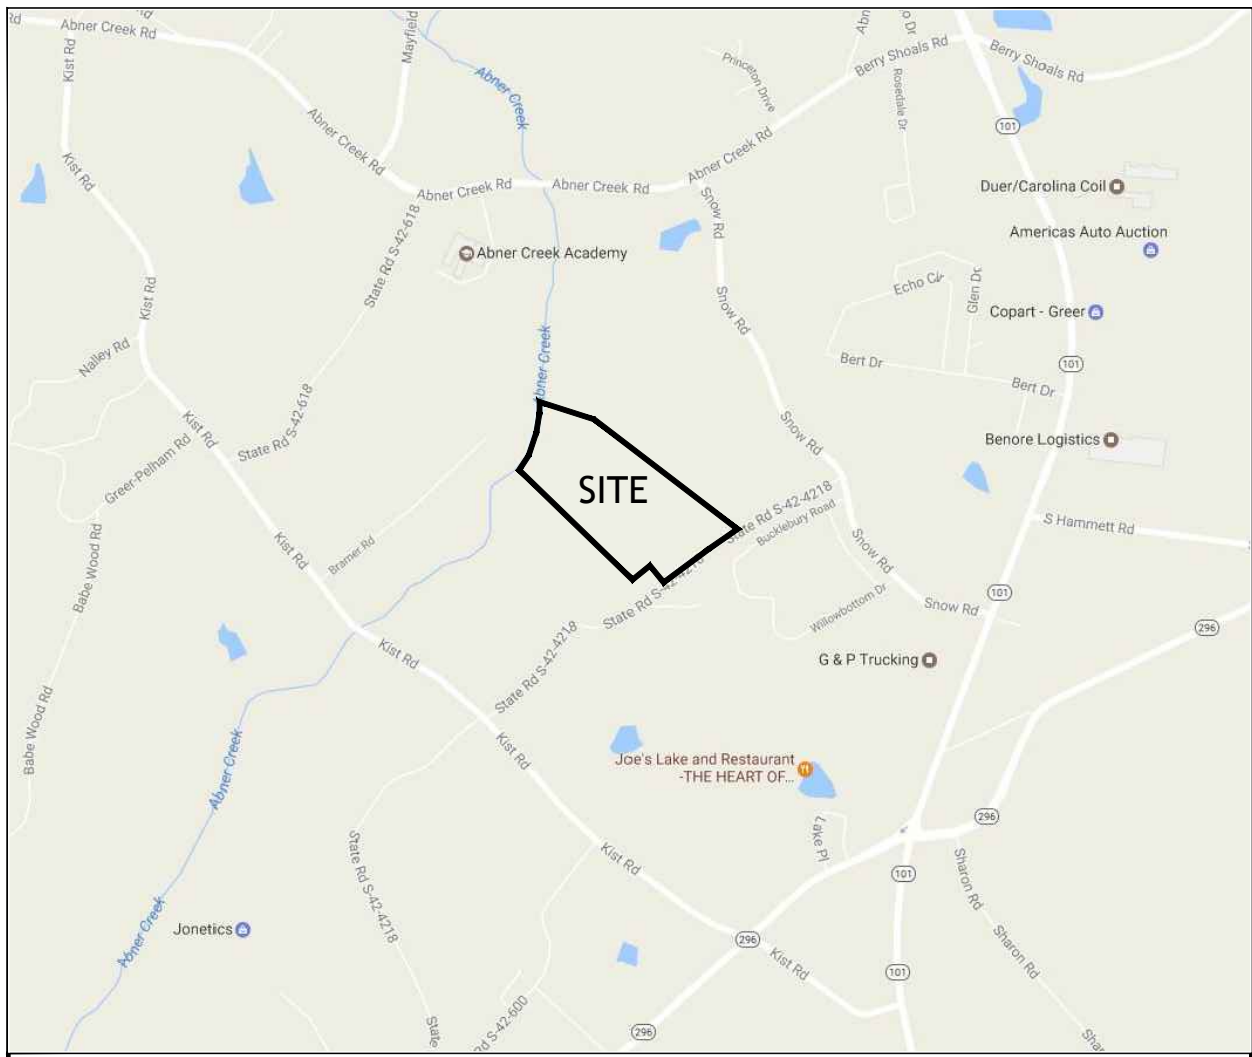 Rd
Abner Creek Rd
Rd
Mayfield
Abn
o Dr
Berry Shoals Rd
Berry Shoals Rd
Kist Rd
Abner Creek
Princeton Drive
Rosedale Dr
101
Abner Creek Rd
Abner Creek Rd
Kist Rd
Abner Creek Rd
Abner Creek Rd
Duer/Carolina Coil
Snow Rd
Americas Auto Auction
State Rd S-42-618
Abner Creek Academy
Kist Rd
Echo Cir
Glen Dr
Copart - Greer
Snow Rd
Nalley Rd
Abner Creek
Bert Dr
101
Bert Dr
State Rd S-42-618
Kist Rd
Snow Rd
Benore Logistics
Greer-Pelham Rd
SITE
State Rd S-42-4218
Bucklebury Road
S Hammett Rd
Kist Rd
Bramer Rd
Snow Rd
Babe Wood Rd
State Rd S-42-4218
Willowbottom Dr
101
Snow Rd
296
State Rd S-42-4218
Kist Rd
G & P Trucking
Babe Wood Rd
Abner Creek
Kist Rd
Joe's Lake and Restaurant
-THE HEART OF...
Lake Pl
296
State Rd S-42-4218
Kist Rd
101
Sharon Rd
Abner Creek
Jonetics
296
Kist Rd
101
Sharon Rd
State
Rd S-42-600
296
Shar